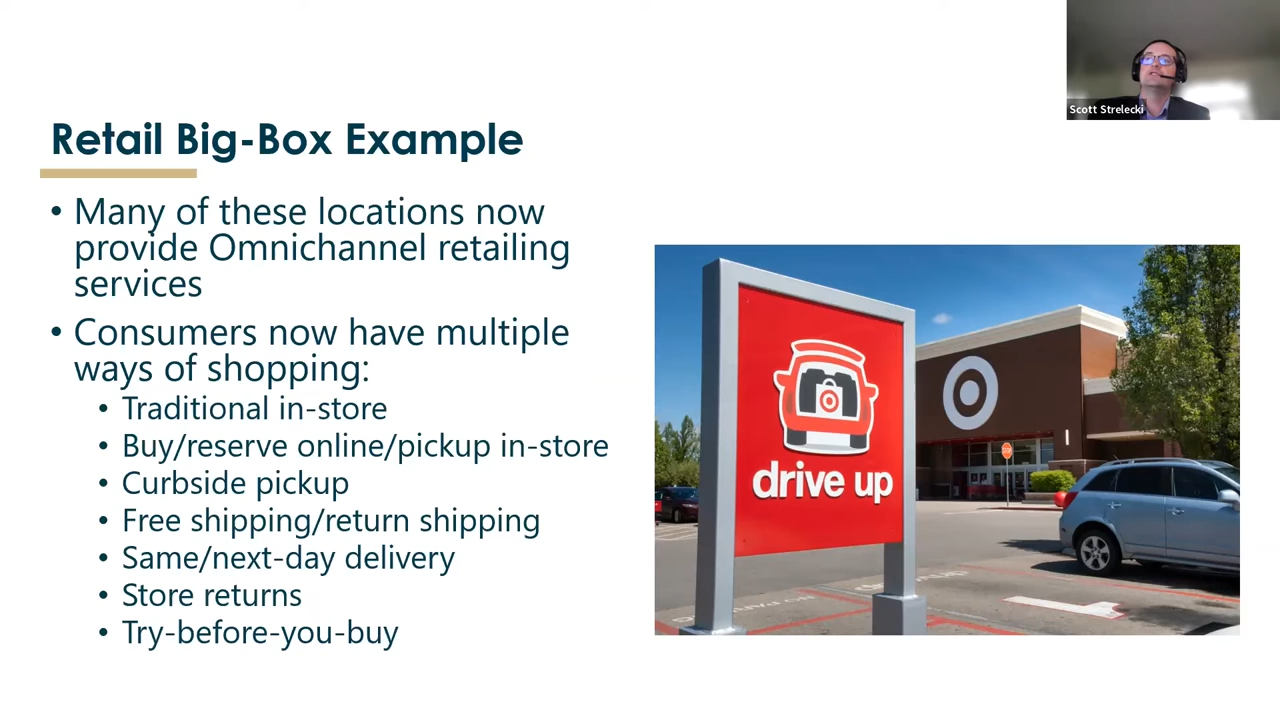 Scott Strelecki
Retail Big-Box Example
• Many of these locations now
provide Omnichannel retailing
services
• Consumers now have multiple
ways of shopping:
• Traditional in-store
• Buy/reserve online/pickup in-store
• Curbside pickup
• Free shipping/return shipping
• Same/next-day delivery
• Store returns
• Try-before-you-buy
drive up